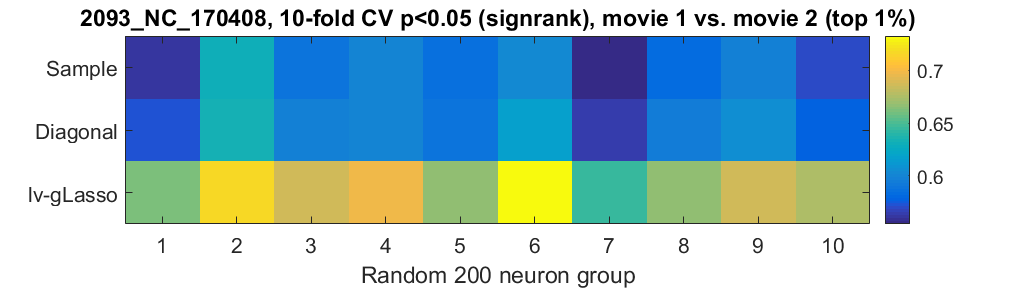 2093_NC_170408, 10-fold CV p<0.05 (signrank), movie 1 vs. movie 2 (top 1%)
Sample
Diagonal
lv-gLasso
0.7
0.65
0.6
1 2 3 4 5 6 7 8 9 10
Random 200 neuron group